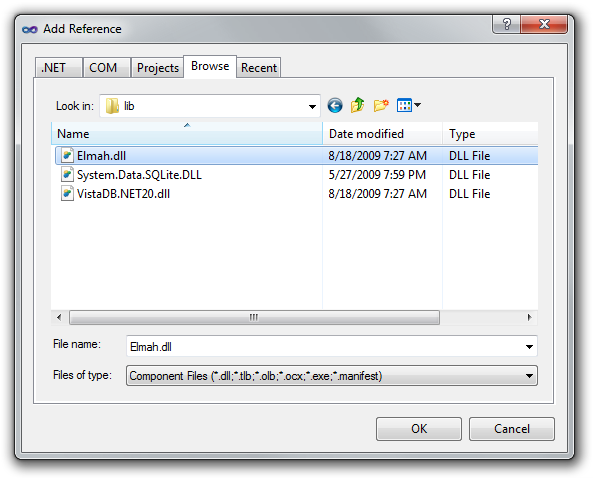 Add Reference
.NET COM Projects Browse Recent
Look in: lib
Name Date modified Type
Elmah.dll 8/18/2009 7:27 AM DLL File
System.Data.SQLite.DLL 5/27/2009 7:59 PM DLL File
VistaDB.NET20.dll 8/18/2009 7:27 AM DLL File
File name: Elmah.dll
Files of type: Component Files (*.dll;*.tlb;*.olb;*.ocx;*.exe;*.manifest)
OK Cancel